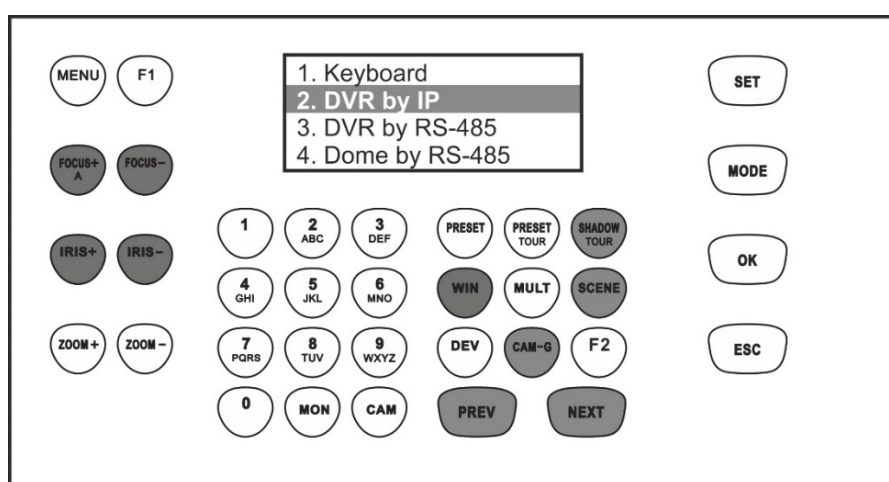 MENU
F1
1. Keyboard
2. DVR by IP
3. DVR by RS-485
4. Dome by RS-485
SET
FOCUS+
A
FOCUS-
MODE
IRIS+
IRIS-
1
2
ABC
3
DEF
PRESET
PRESET
TOUR
SHADOW
TOUR
OK
4
GHI
5
JKL
6
MNO
WIN
MULT
SCENE
ZOOM+
ZOOM-
7
PQRS
8
TUV
9
WXYZ
DEV
CAM-G
F2
ESC
0
MON
CAM
PREV
NEXT